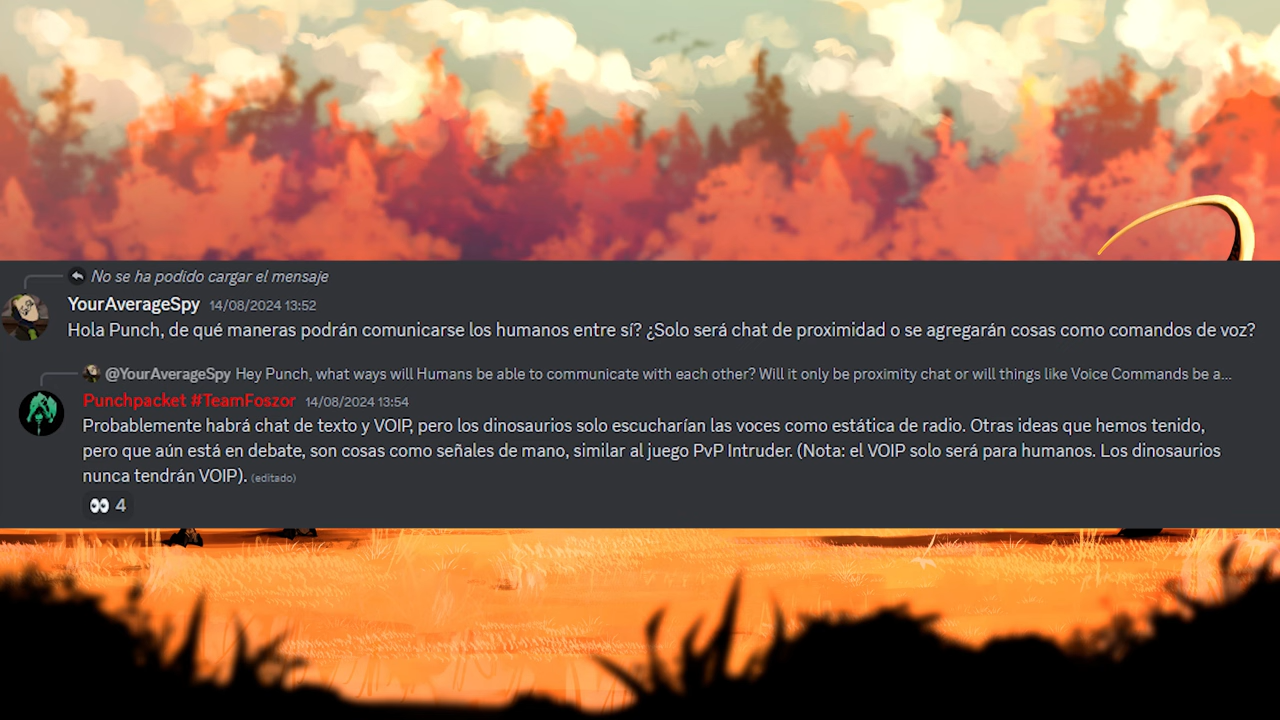 No se ha podido cargar el mensaje
YourAverageSpy 14/08/2024 13:52
Hola Punch, de qué maneras podrán comunicarse los humanos entre sí? ¿Solo será chat de proximidad o se agregarán cosas como comandos de voz?
@YourAverageSpy Hey Punch, what ways will Humans be able to communicate with each other? Will it only be proximity chat or will things like Voice Commands be a...
Punchpacket #TeamFoszor 14/08/2024 13:54
Probablemente habrá chat de texto y VOIP, pero los dinosaurios solo escucharían las voces como estática de radio. Otras ideas que hemos tenido,
pero que aún está en debate, son cosas como señales de mano, similar al juego PvP Intruder. (Nota: el VOIP solo será para humanos. Los dinosaurios
nunca tendrán VOIP). (editado)
👀 4